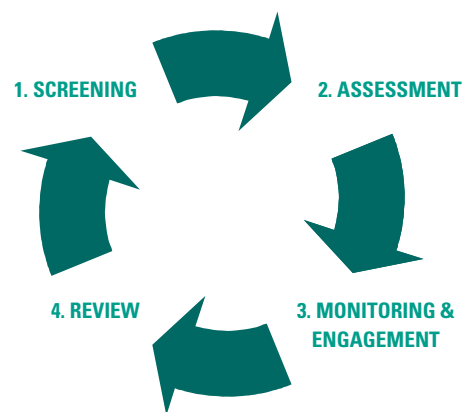 1. SCREENING
2. ASSESSMENT
3. MONITORING &
ENGAGEMENT
4. REVIEW